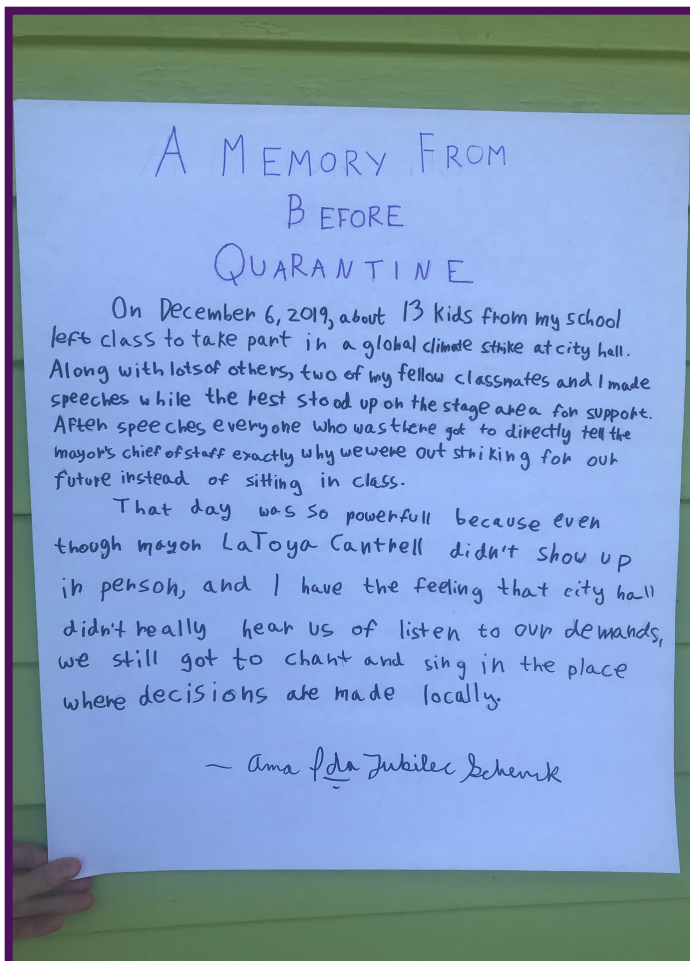 A MEMORY FROM
BEFORE
QUARANTINE
On December 6, 2019, about 13 kids from my school
left class to take part in a global climate strike at city hall.
Along with lots of others, two of my fellow classmates and I made
speeches while the rest stood up on the stage area for support.
After speeches everyone who was there got to directly tell the
mayor's chief of staff exactly why we were out striking for our
future instead of sitting in class.
That day was so powerfull because even
though mayor LaToya Cantrell didn't show up
in person, and I have the feeling that city hall
didn't really hear us of listen to our demands,
we still got to chant and sing in the place
where decisions are made locally.
— Ama Ida Jubilee Schenck